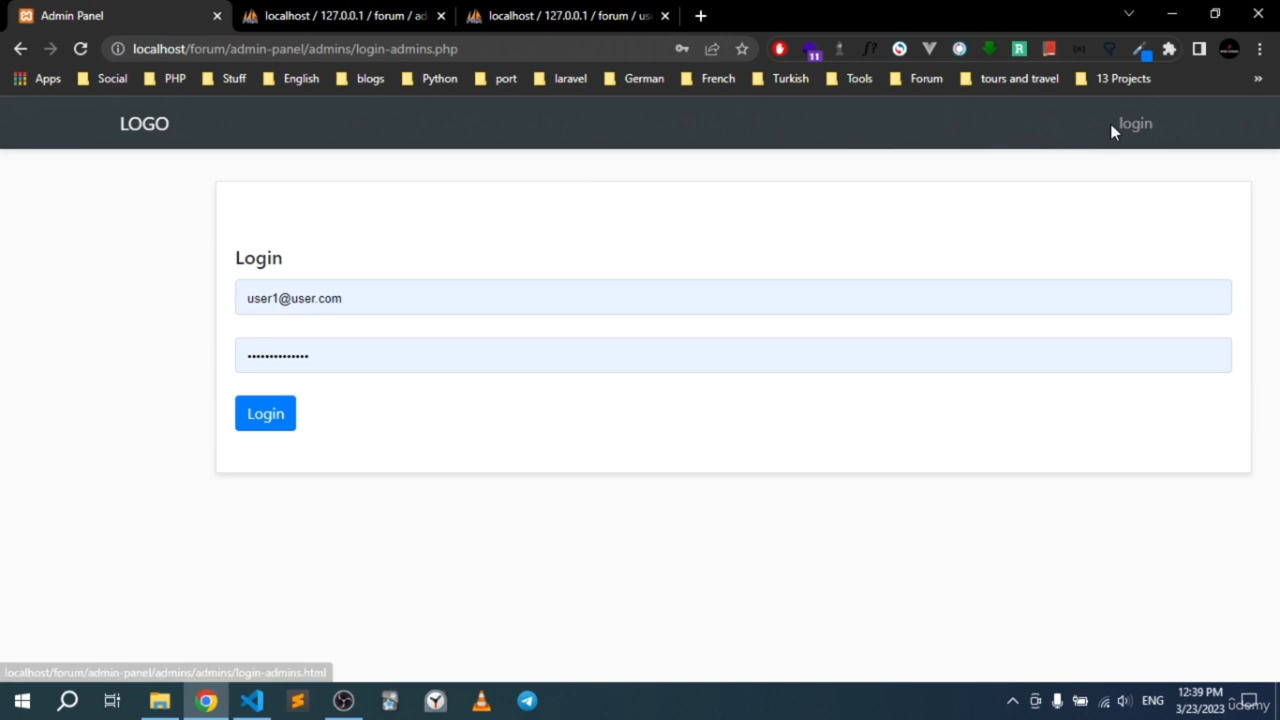 Admin Panel
localhost / 127.0.0.1 / forum / ad
localhost / 127.0.0.1 / forum / us
localhost/forum/admin-panel/admins/login-admins.php
11
Apps
Social
PHP
Stuff
English
blogs
Python
port
laravel
German
French
Turkish
Tools
Forum
tours and travel
13 Projects
»
LOGO
login
Login
user1@user.com
••••••••••••••
Login
localhost/forum/admin-panel/admins/admins/login-admins.html
ENG
12:39 PM
3/23/2023
udemy